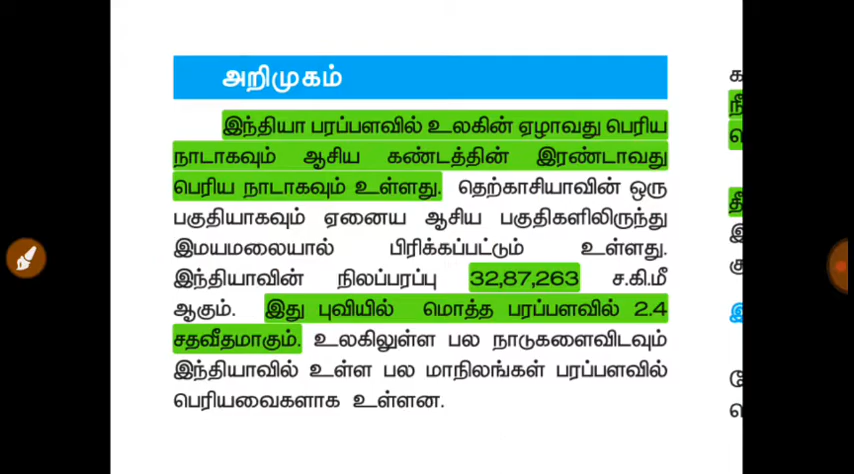 அறிமுகம்
இந்தியா பரப்பளவில் உலகின் ஏழாவது பெரிய
நாடாகவும் ஆசிய கண்டத்தின் இரண்டாவது
பெரிய நாடாகவும் உள்ளது. தெற்காசியாவின் ஒரு
பகுதியாகவும் ஏனைய ஆசிய பகுதிகளிலிருந்து
இமயமலையால் பிரிக்கப்பட்டும் உள்ளது.
இந்தியாவின் நிலப்பரப்பு 32,87,263 ச.கி.மீ
ஆகும். இது புவியில் மொத்த பரப்பளவில் 2.4
சதவீதமாகும். உலகிலுள்ள பல நாடுகளைவிடவும்
இந்தியாவில் உள்ள பல மாநிலங்கள் பரப்பளவில்
பெரியவைகளாக உள்ளன.